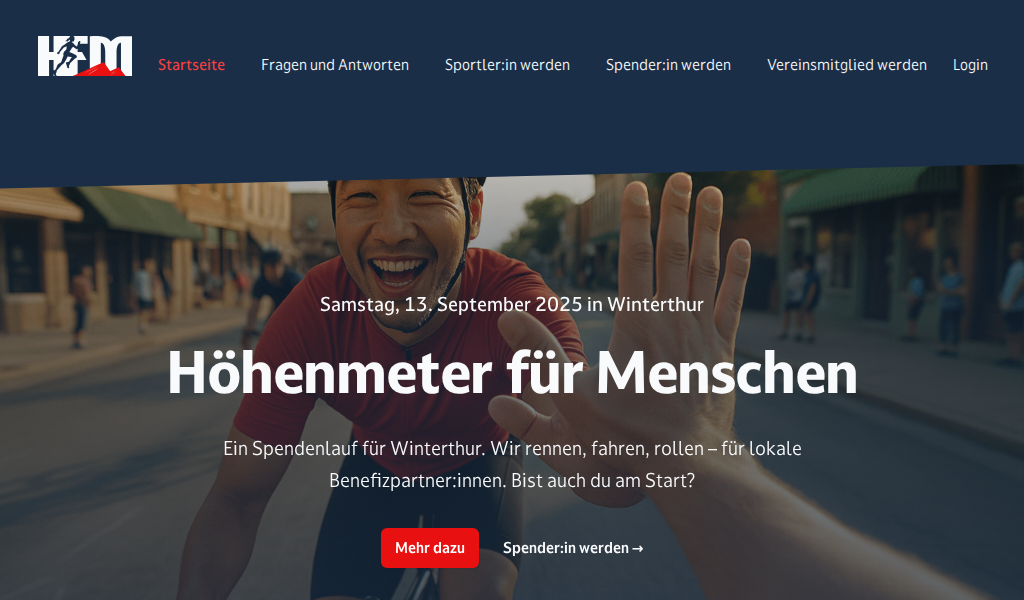 HFM
Startseite
Fragen und Antworten
Sportler:in werden
Spender:in werden
Vereinsmitglied werden
Login
Samstag, 13. September 2025 in Winterthur
Höhenmeter für Menschen
Ein Spendenlauf für Winterthur. Wir rennen, fahren, rollen – für lokale
Benefizpartner:innen. Bist auch du am Start?
Mehr dazu
Spender:in werden →